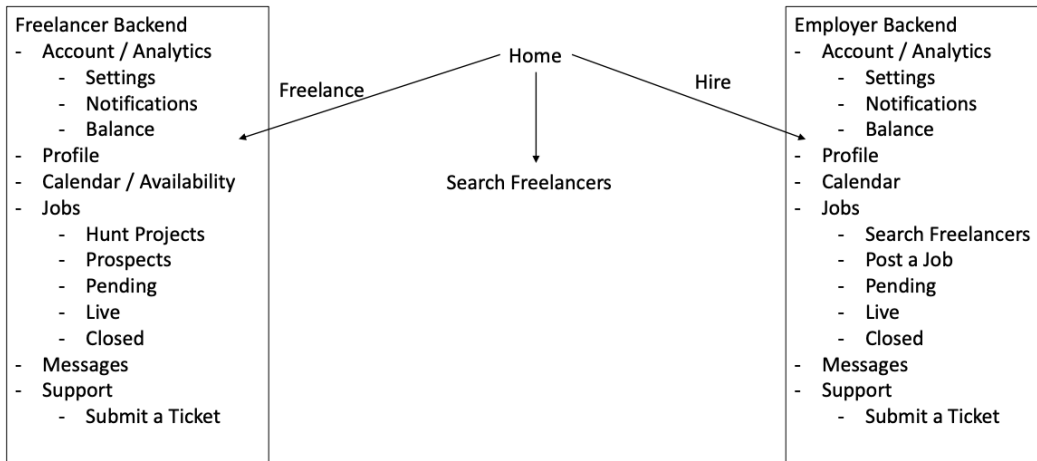 Freelancer Backend
- Account / Analytics
- Settings
- Notifications
- Balance
- Profile
- Calendar / Availability
- Jobs
- Hunt Projects
- Prospects
- Pending
- Live
- Closed
- Messages
- Support
- Submit a Ticket
Home
Freelance
Hire
Search Freelancers
Employer Backend
- Account / Analytics
- Settings
- Notifications
- Balance
- Profile
- Calendar
- Jobs
- Search Freelancers
- Post a Job
- Pending
- Live
- Closed
- Messages
- Support
- Submit a Ticket